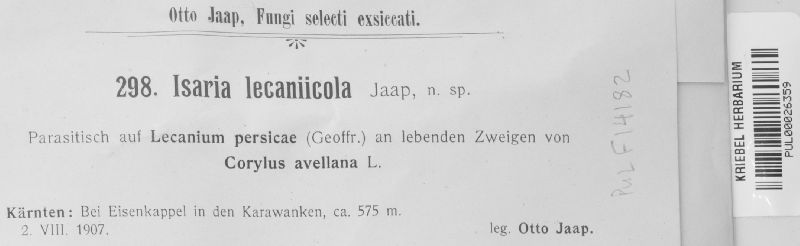 Otto Jaap, Fungi selecti exsiccati.
298. Isaria lecaniicola Jaap, n. sp.
Parasitisch auf Lecanium persicae (Geoffr.) an lebenden Zweigen von
Corylus avellana L.
Kärnten: Bei Eisenkappel in den Karawanken, ca. 575 m.
2. VIII. 1907.
leg. Otto Jaap.
PUL F14182
KRIEBEL HERBARIUM
PUL00026359